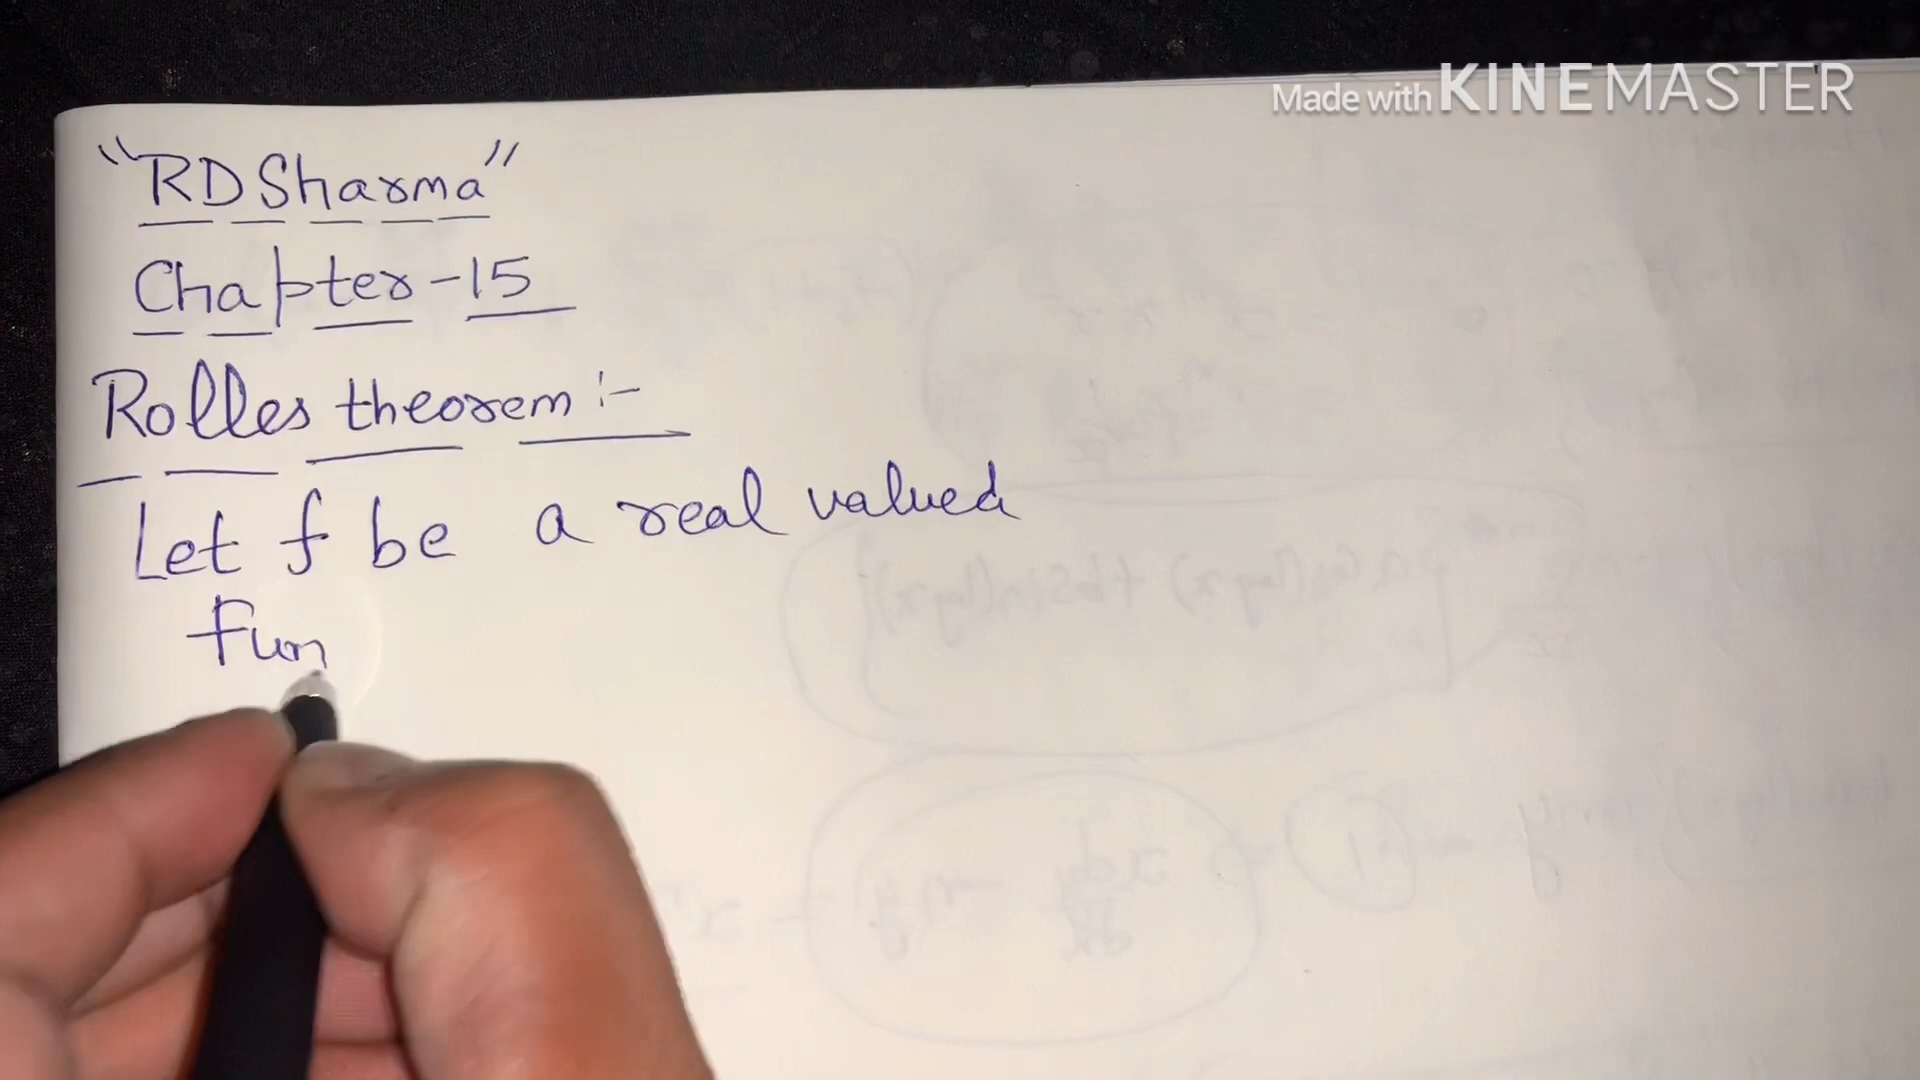 Made with KINEMASTER
"RD Sharma"
Chapter-15
Rolles theorem :-
Let f be a real valued
fun